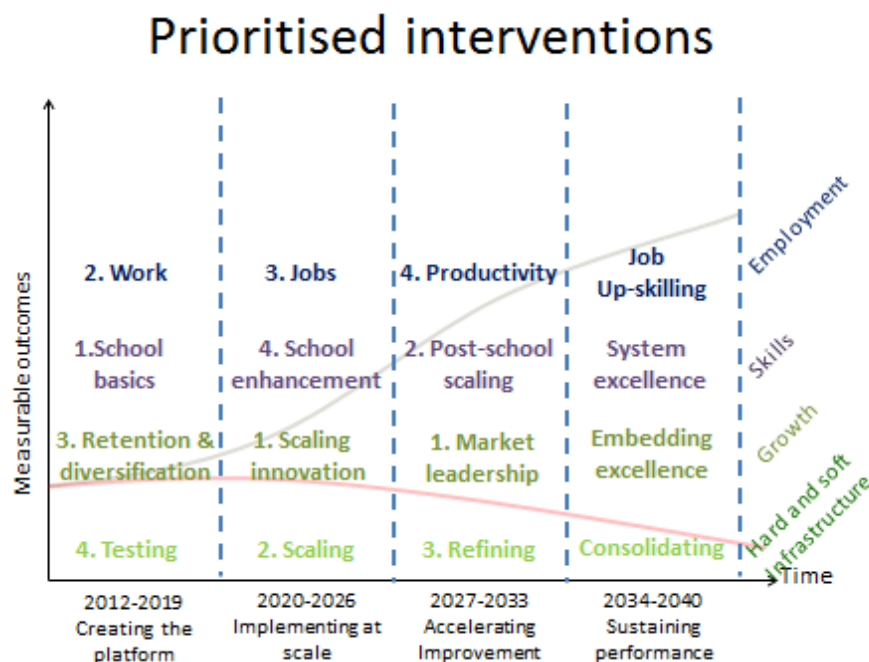 Prioritised interventions
Measurable outcomes
2. Work
3. Jobs
4. Productivity
Job
Up-skilling
Employment
1.School
basics
4. School
enhancement
2. Post-school
scaling
System
excellence
Skills
3. Retention &
diversification
1. Scaling
innovation
1. Market
leadership
Embedding
excellence
Growth
4. Testing
2. Scaling
3. Refining
Consolidating
Hard and soft
Infrastructure
Time
2012-2019
Creating the
platform
2020-2026
Implementing at
scale
2027-2033
Accelerating
Improvement
2034-2040
Sustaining
performance